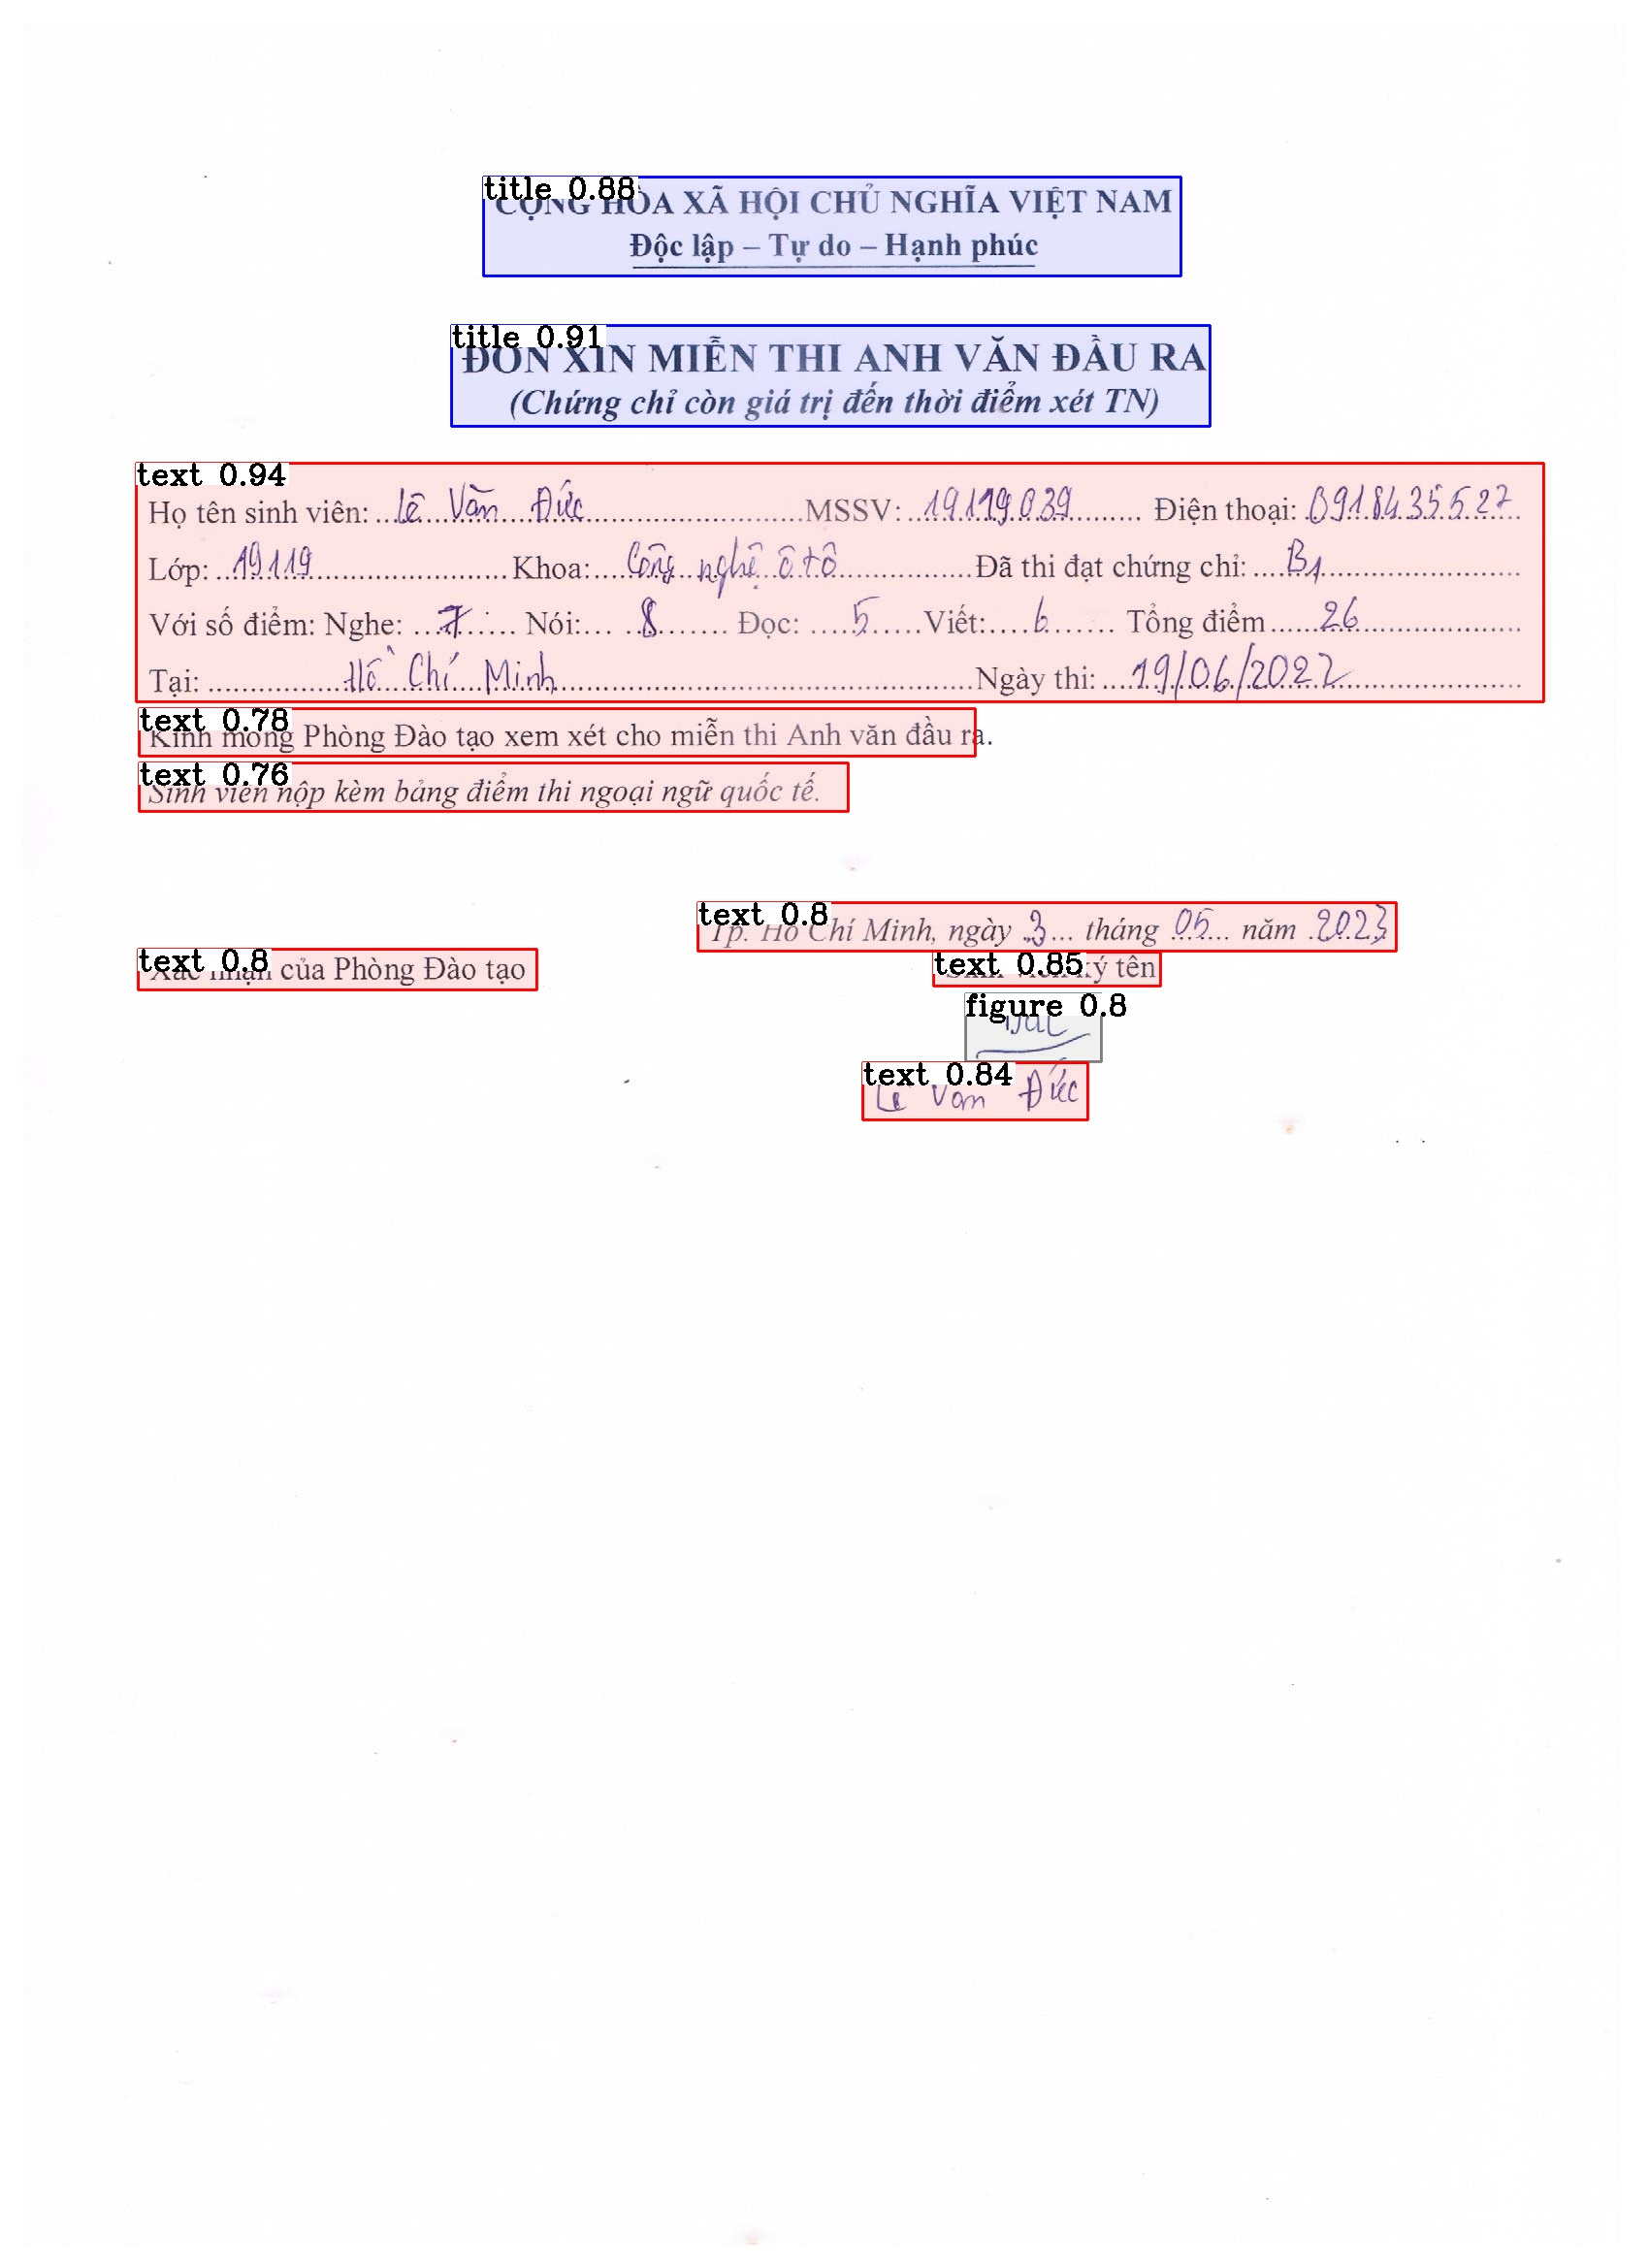 title 0.88
CỘNG HÒA XÃ HỘI CHỦ NGHĨA VIỆT NAM
Độc lập – Tự do – Hạnh phúc
title 0.91
ĐƠN XIN MIỄN THI ANH VĂN ĐẦU RA
(Chứng chỉ còn giá trị đến thời điểm xét TN)
text 0.94
Họ tên sinh viên: Lê Văn Đức MSSV: 19119039 Điện thoại: 0918435527
Lớp: 19119 Khoa: Công nghệ ô tô Đã thi đạt chứng chỉ: B1
Với số điểm: Nghe: 7 Nói: 8 Đọc: 5 Viết: 6 Tổng điểm 26
Tại: Hồ Chí Minh Ngày thi: 19/06/2022
text 0.78
Kính mong Phòng Đào tạo xem xét cho miễn thi Anh văn đầu ra.
text 0.76
Sinh viên nộp kèm bảng điểm thi ngoại ngữ quốc tế.
text 0.8
Tp. Hồ Chí Minh, ngày 3 tháng 05 năm 2023
text 0.8
Xác nhận của Phòng Đào tạo
text 0.85
Sinh viên ký tên
figure 0.8
text 0.84
Lê Văn Đức